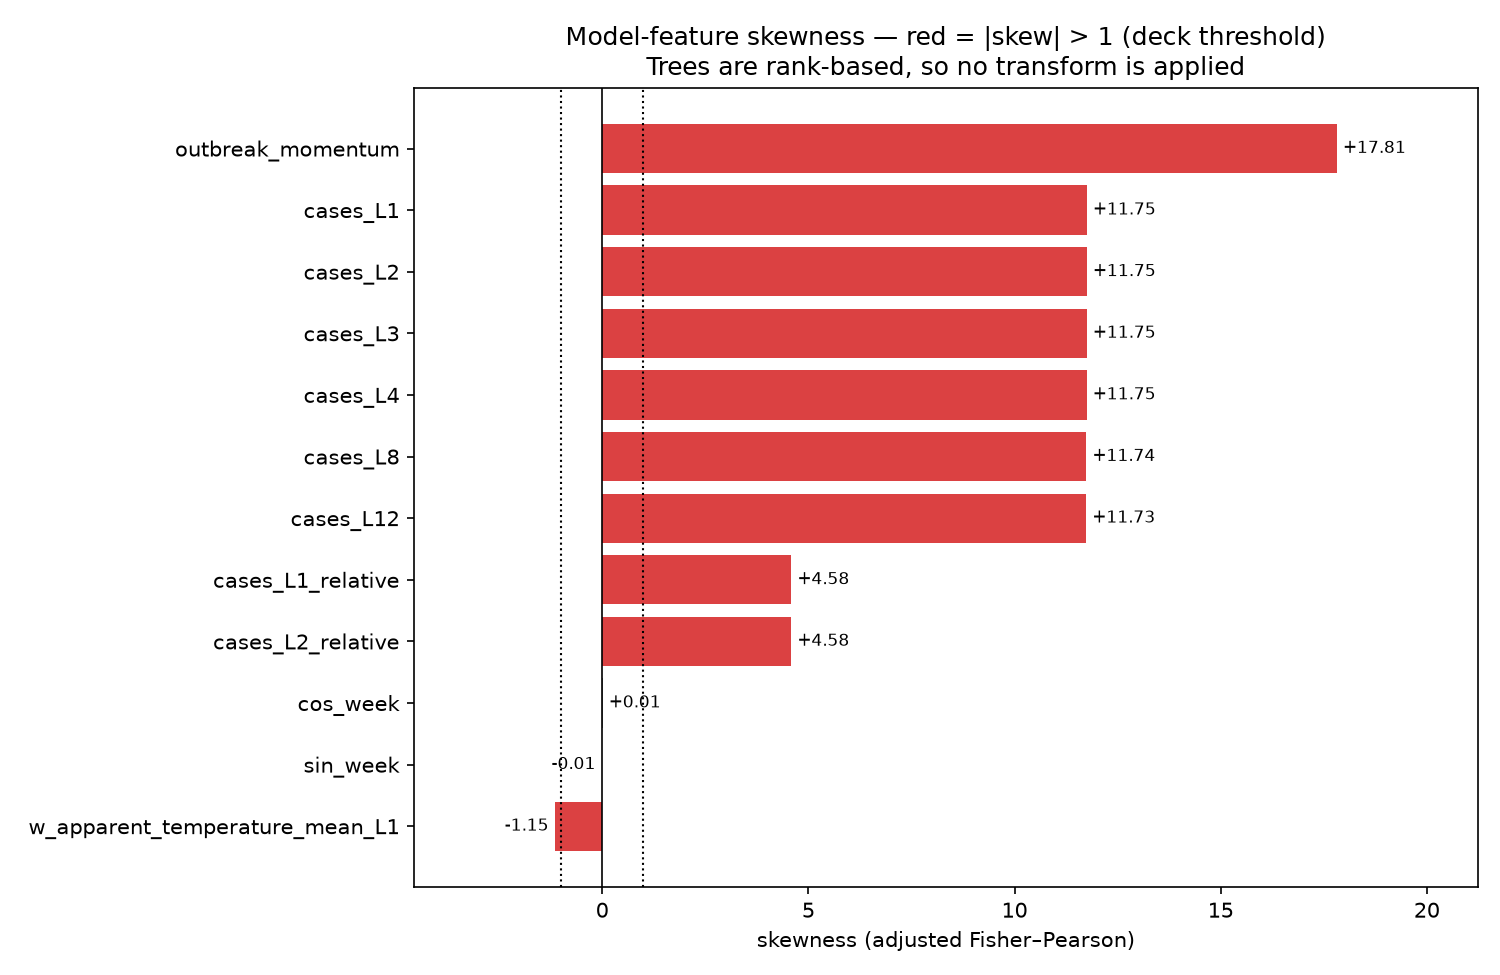 Model-feature skewness — red = |skew| > 1 (deck threshold)
Trees are rank-based, so no transform is applied
outbreak_momentum +17.81
cases_L1 +11.75
cases_L2 +11.75
cases_L3 +11.75
cases_L4 +11.75
cases_L8 +11.74
cases_L12 +11.73
cases_L1_relative +4.58
cases_L2_relative +4.58
cos_week +0.01
sin_week -0.01
w_apparent_temperature_mean_L1 -1.15
0 5 10 15 20
skewness (adjusted Fisher–Pearson)